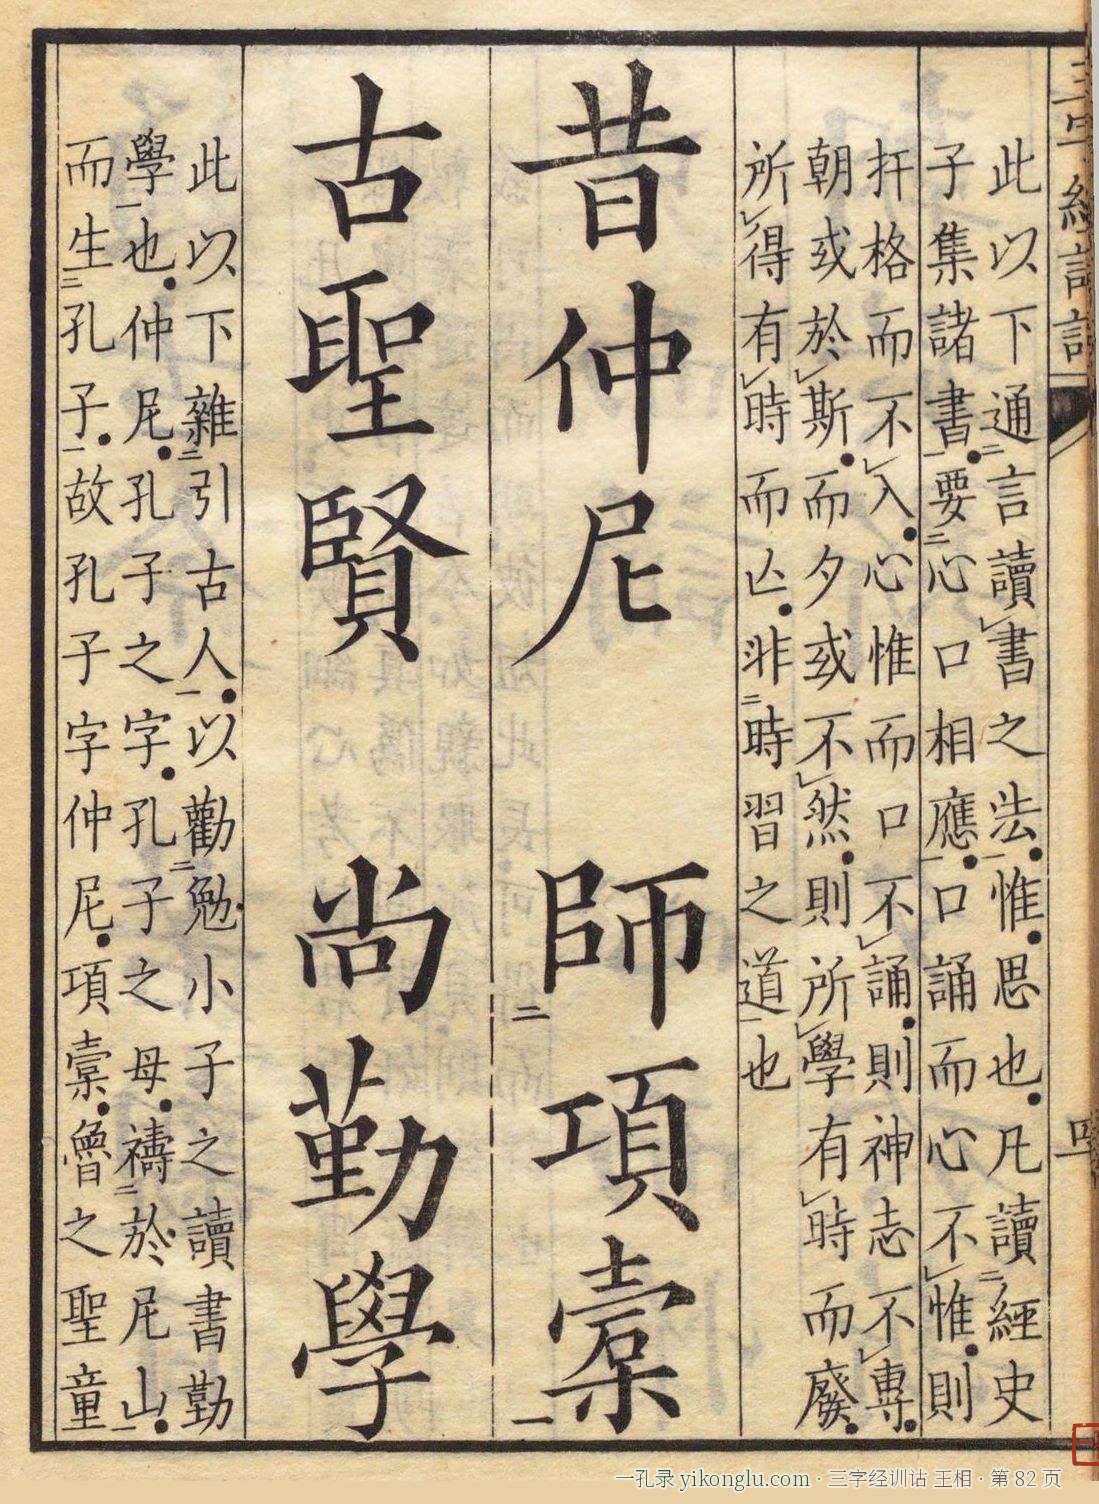 三字經訓詁
此以下通言讀書之法惟思也凡讀經史
子集諸書要心口相應口誦而心不惟則
扞格而不入心惟而口不誦則神志不專
朝或於斯而夕或不然則所學有時而廢
所得有時而亾非時習之道也
昔仲尼 師項橐
古聖賢 尚勤學
此以下雜引古人以勸勉小子之讀書勤
學也仲尼孔子之字孔子之母禱於尼山
而生孔子故孔子字仲尼項橐魯之聖童
一孔录 yikonglu.com · 三字经训诂 王相 · 第 82 页